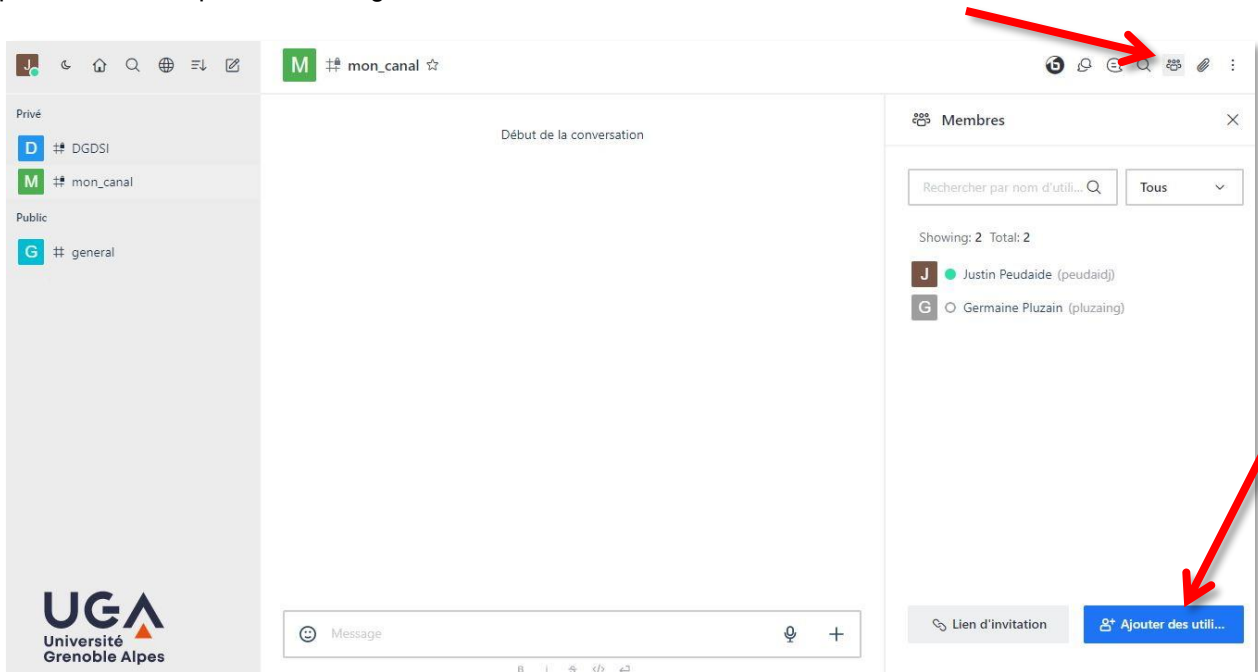 J
M # mon_canal
Privé
D # DGDSI
M # mon_canal
Public
G # general
UGA
Université
Grenoble Alpes
Début de la conversation
Message
B i S </>
Membres
Rechercher par nom d'utili...
Tous
Showing: 2 Total: 2
J Justin Peudaide (peudaidj)
G Germaine Pluzain (pluzaing)
Lien d'invitation
Ajouter des utili...